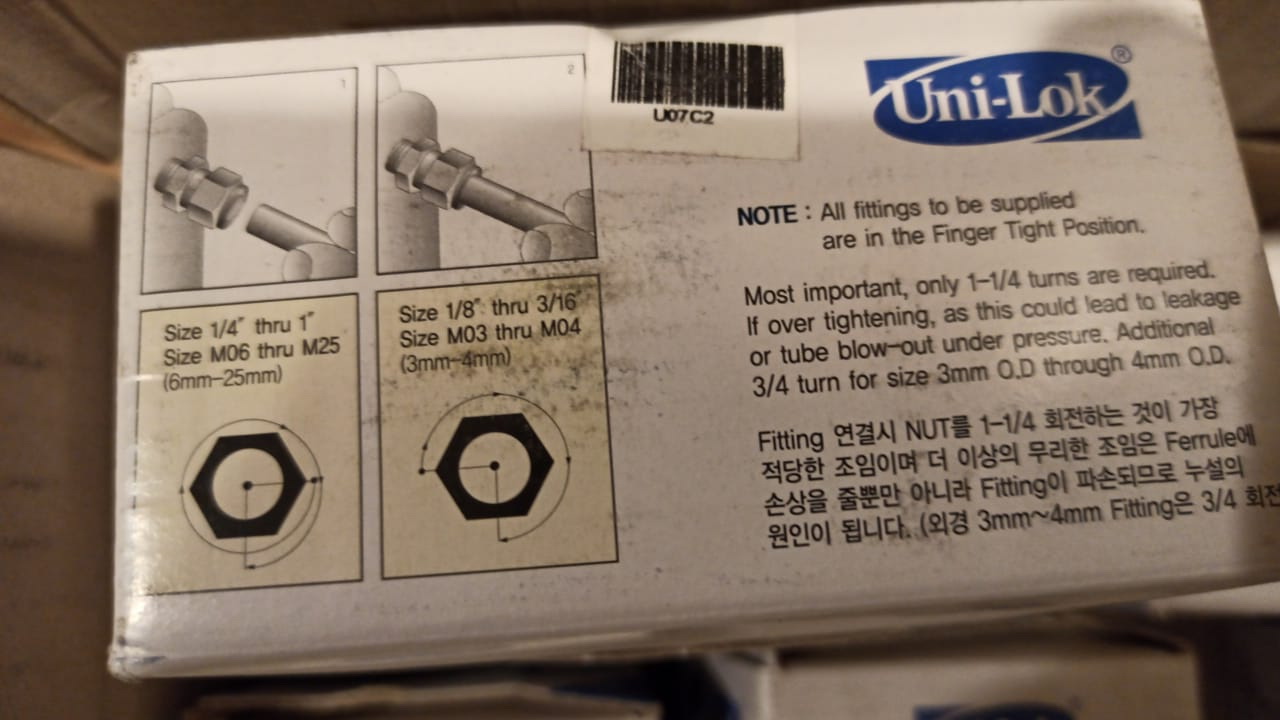 1
2
U07C2
Uni-Lok®
Size 1/4" thru 1"
Size M06 thru M25
(6mm-25mm)
Size 1/8" thru 3/16"
Size M03 thru M04
(3mm-4mm)
NOTE : All fittings to be supplied
are in the Finger Tight Position.
Most important, only 1-1/4 turns are required.
If over tightening, as this could lead to leakage
or tube blow-out under pressure. Additional
3/4 turn for size 3mm O.D through 4mm O.D.
Fitting 연결시 NUT를 1-1/4 회전하는 것이 가장
적당한 조임이며 더 이상의 무리한 조임은 Ferrule에
손상을 줄뿐만 아니라 Fitting이 파손되므로 누설의
원인이 됩니다. (외경 3mm~4mm Fitting은 3/4 회전